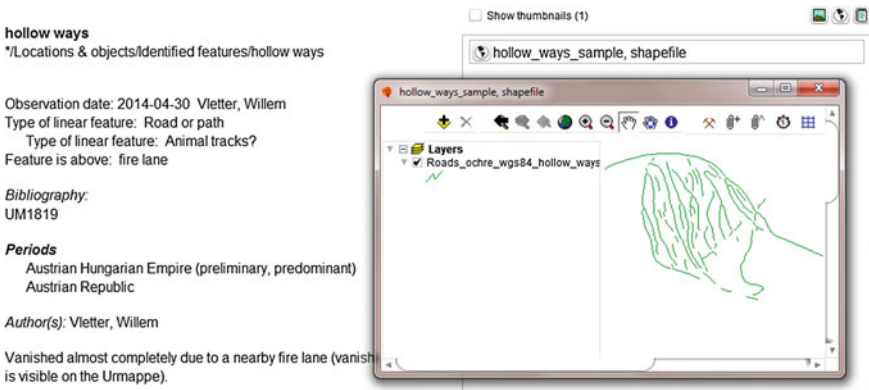 hollow ways
*/Locations & objects/Identified features/hollow ways
Observation date: 2014-04-30 Vletter, Willem
Type of linear feature: Road or path
Type of linear feature: Animal tracks?
Feature is above: fire lane
Bibliography:
UM1819
Periods
Austrian Hungarian Empire (preliminary, predominant)
Austrian Republic
Author(s): Vletter, Willem
Vanished almost completely due to a nearby fire lane (vanish
is visible on the Urmappe).
Show thumbnails (1)
hollow_ways_sample, shapefile
hollow_ways_sample, shapefile
Layers
Roads_ochre_wgs84_hollow_ways